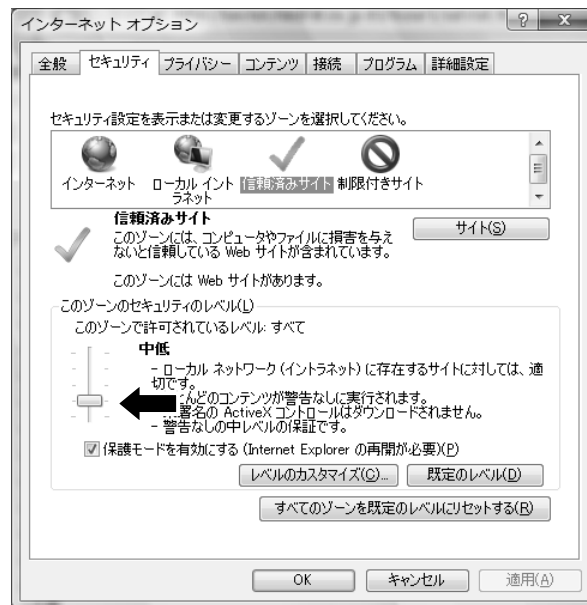 インターネット オプション
? X
全般 セキュリティ プライバシー コンテンツ 接続 プログラム 詳細設定
セキュリティ設定を表示または変更するゾーンを選択してください。
インターネット ローカル イントラネット 信頼済みサイト 制限付きサイト
信頼済みサイト
サイト(S)
このゾーンには、コンピュータやファイルに損害を与え
ないと信頼している Web サイトが含まれています。
このゾーンには Web サイトがあります。
このゾーンのセキュリティのレベル(L)
このゾーンで許可されているレベル: すべて
中低
- ローカル ネットワーク (イントラネット) に存在するサイトに対しては、適
切です。
んどのコンテンツが警告なしに実行されます。
署名の ActiveX コントロールはダウンロードされません。
- 警告なしの中レベルの保証です。
保護モードを有効にする (Internet Explorer の再開が必要)(P)
レベルのカスタマイズ(C)... 既定のレベル(D)
すべてのゾーンを既定のレベルにリセットする(R)
OK キャンセル 適用(A)